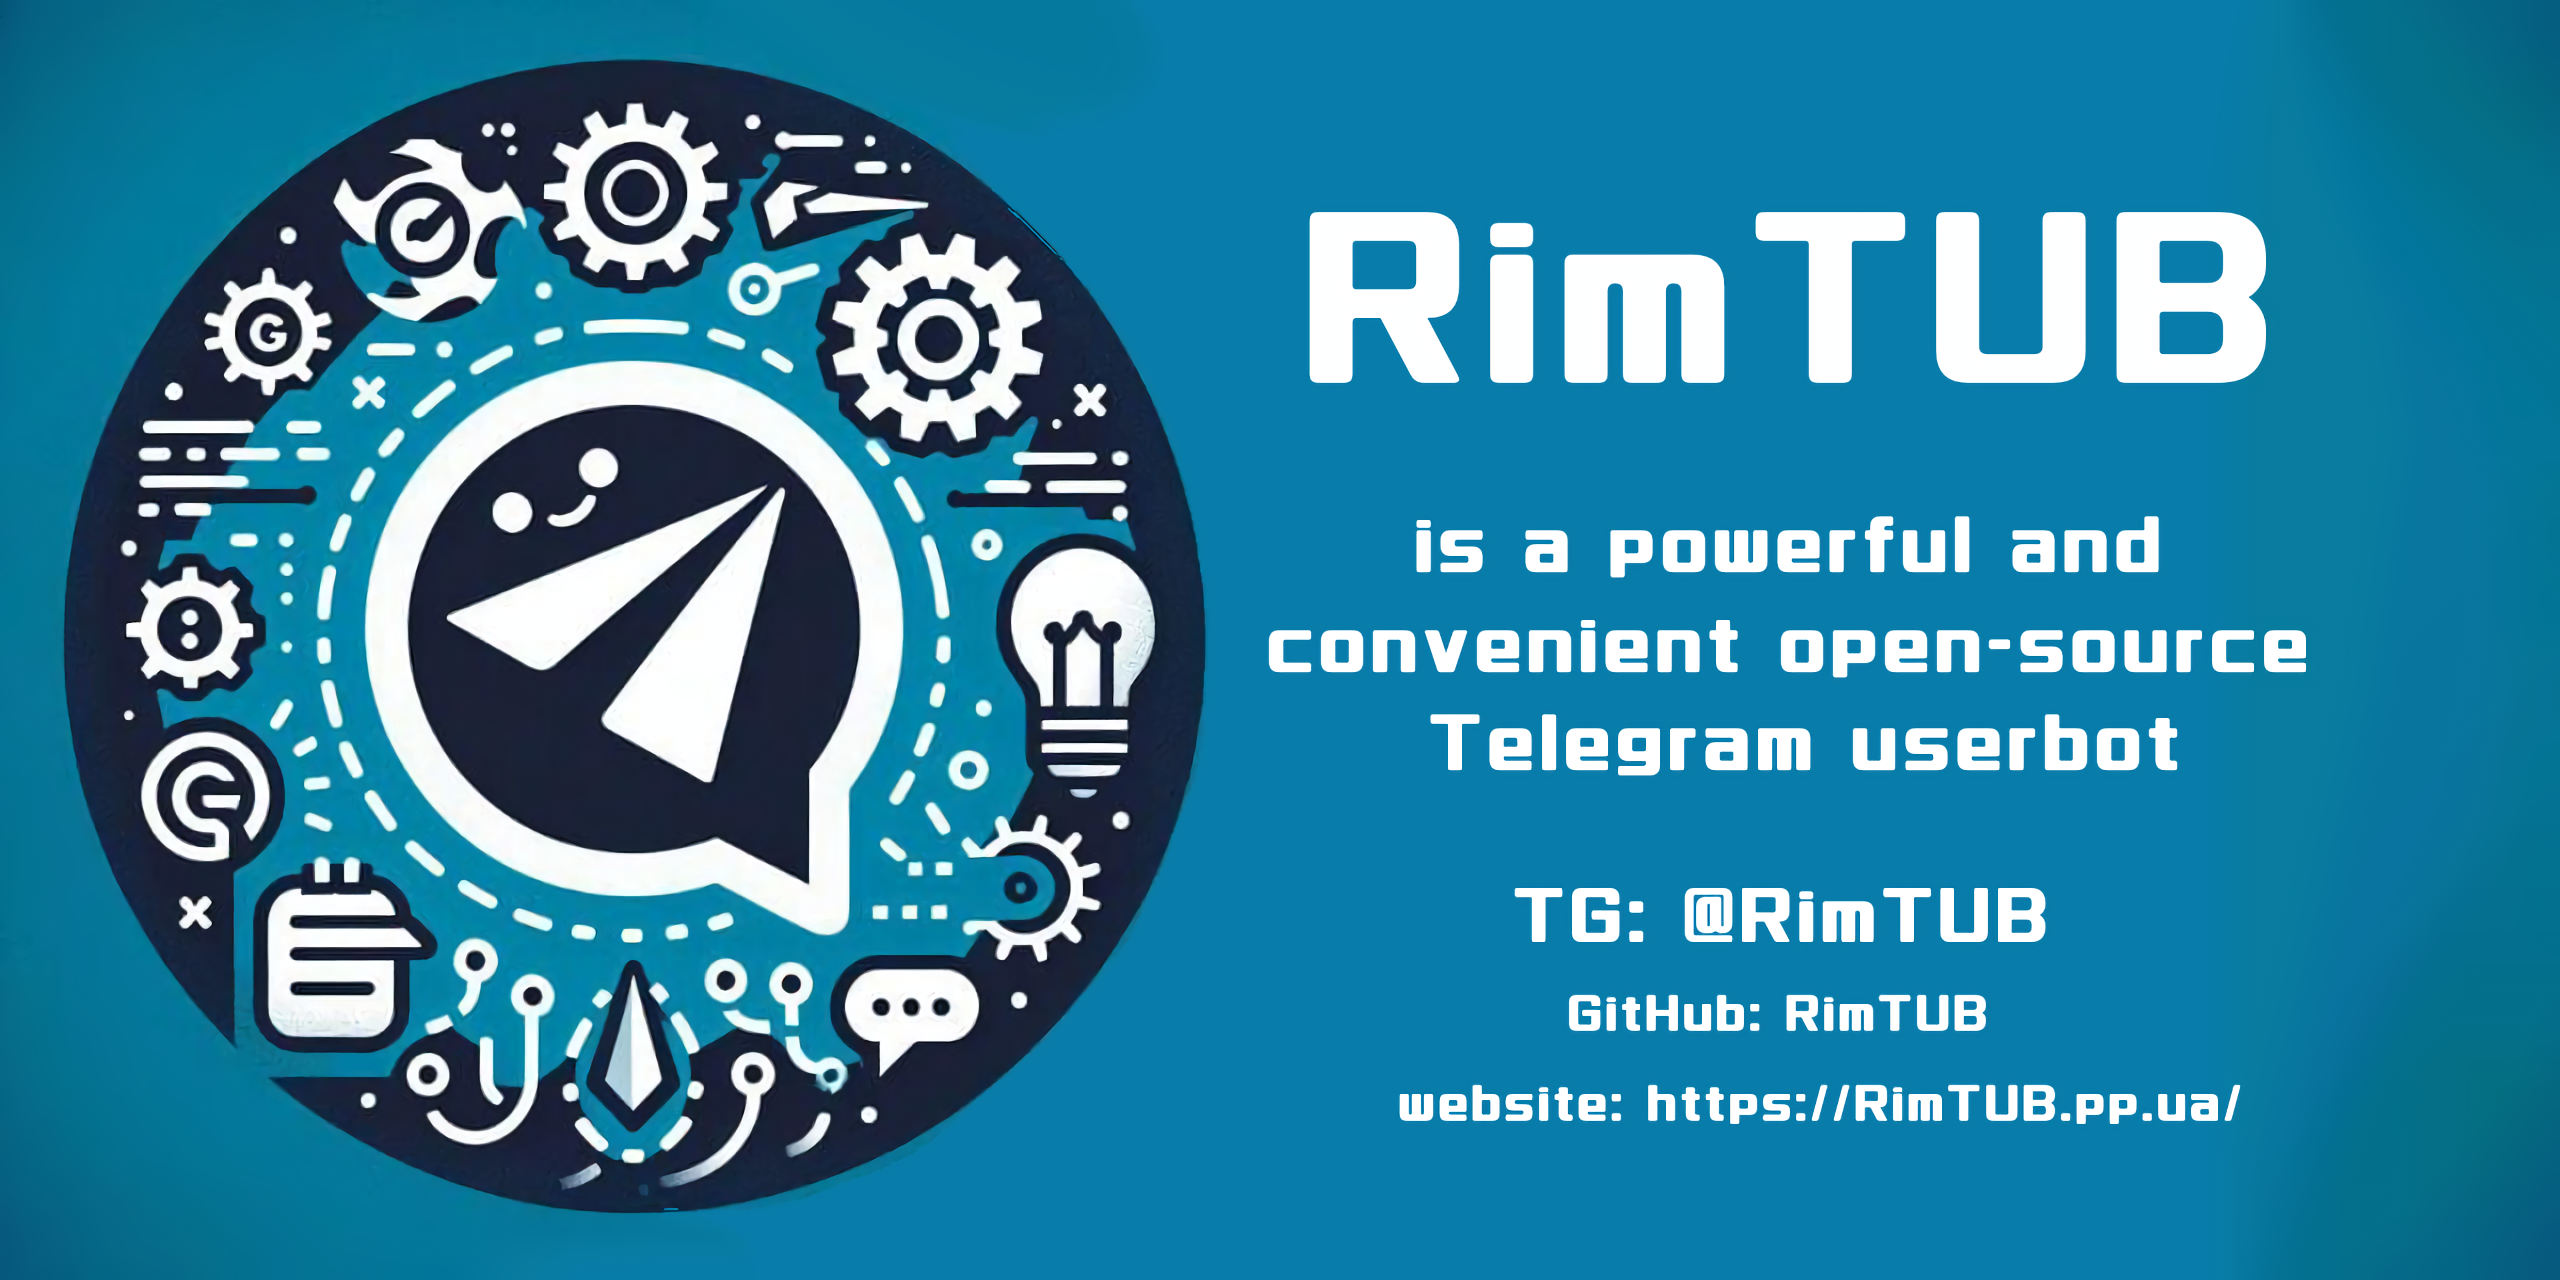 RimTUB
is a powerful and
convenient open-source
Telegram userbot
TG: @RimTUB
GitHub: RimTUB
website: https://RimTUB.pp.ua/
G